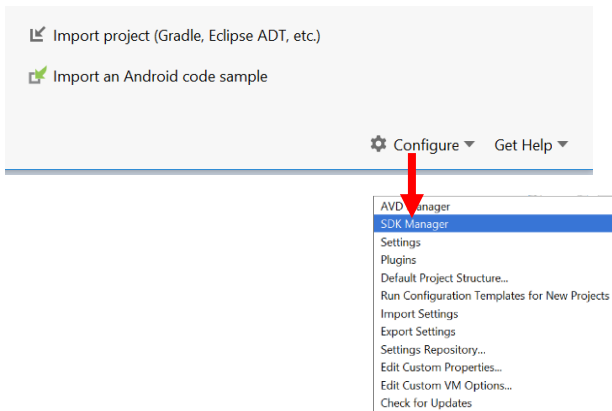 Import project (Gradle, Eclipse ADT, etc.)
Import an Android code sample
Configure Get Help
AVD Manager
SDK Manager
Settings
Plugins
Default Project Structure...
Run Configuration Templates for New Projects
Import Settings
Export Settings
Settings Repository...
Edit Custom Properties...
Edit Custom VM Options...
Check for Updates